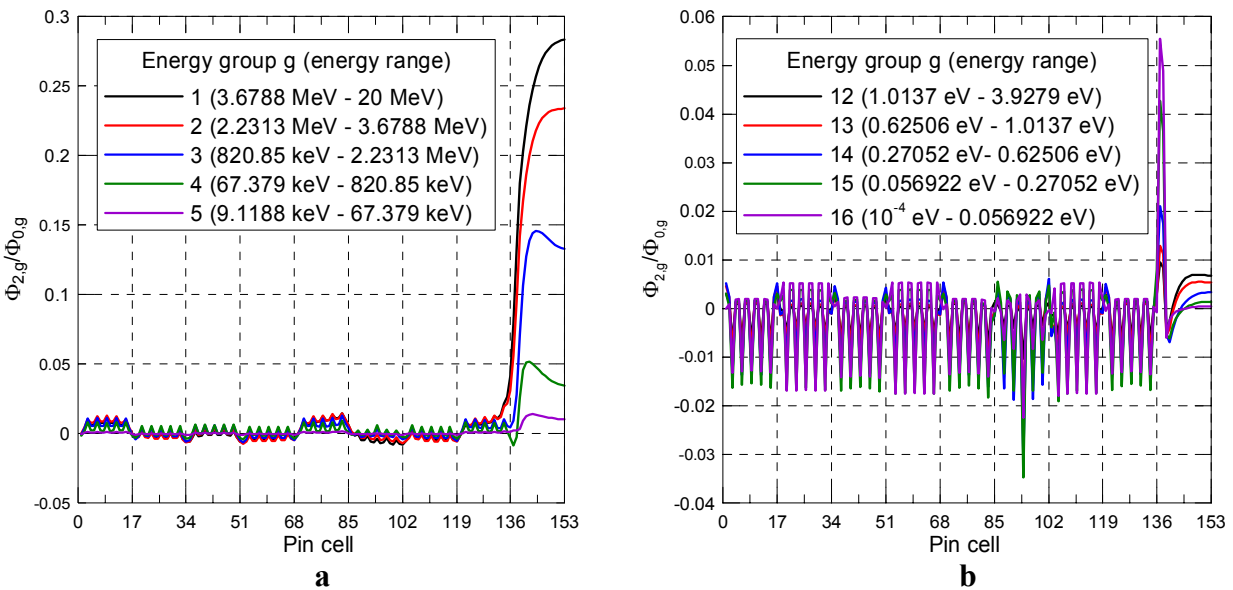 0.3
0.25
0.2
0.15
0.1
0.05
0
-0.05
Φ2,g/Φ0,g
Energy group g (energy range)
1 (3.6788 MeV - 20 MeV)
2 (2.2313 MeV - 3.6788 MeV)
3 (820.85 keV - 2.2313 MeV)
4 (67.379 keV - 820.85 keV)
5 (9.1188 keV - 67.379 keV)
0 17 34 51 68 85 102 119 136 153
Pin cell
a
0.06
0.05
0.04
0.03
0.02
0.01
0
-0.01
-0.02
-0.03
-0.04
Φ2,g/Φ0,g
Energy group g (energy range)
12 (1.0137 eV - 3.9279 eV)
13 (0.62506 eV - 1.0137 eV)
14 (0.27052 eV- 0.62506 eV)
15 (0.056922 eV - 0.27052 eV)
16 (10⁻⁴ eV - 0.056922 eV)
0 17 34 51 68 85 102 119 136 153
Pin cell
b